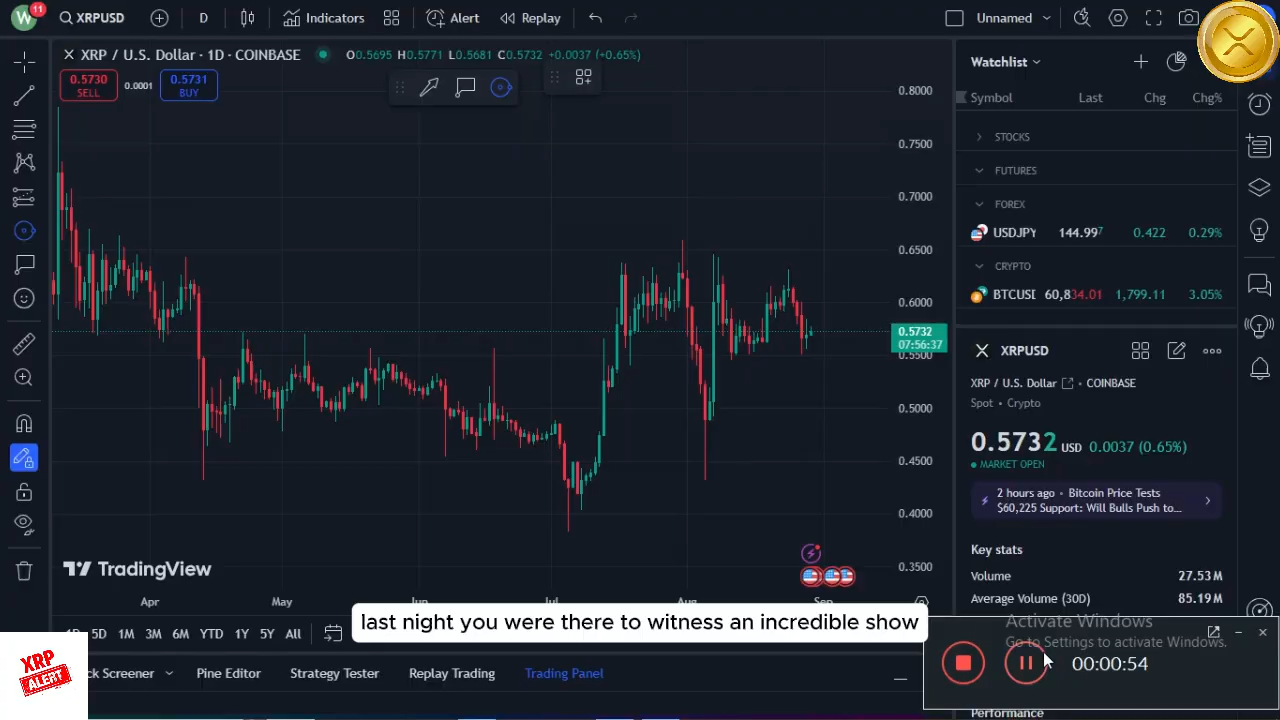 W 11 XRPUSD D Indicators Alert Replay Unnamed
XRP / U.S. Dollar · 1D · COINBASE O0.5695 H0.5771 L0.5681 C0.5732 +0.0037 (+0.65%)
0.5730 SELL 0.0001 0.5731 BUY
0.8000
0.7500
0.7000
0.6500
0.6000
0.5732
07:56:37
0.5500
0.5000
0.4500
0.4000
0.3500
TradingView
Apr May Jun Jul Aug Sep
5D 1M 3M 6M YTD 1Y 5Y All
last night you were there to witness an incredible show
ck Screener Pine Editor Strategy Tester Replay Trading Trading Panel
XRP
ALERT
Watchlist
Symbol Last Chg Chg%
STOCKS
FUTURES
FOREX
USDJPY 144.997 0.422 0.29%
CRYPTO
BTCUSI 60,834.01 1,799.11 3.05%
XRPUSD
XRP / U.S. Dollar • COINBASE
Spot • Crypto
0.5732 USD 0.0037 (0.65%)
MARKET OPEN
2 hours ago • Bitcoin Price Tests
$60,225 Support: Will Bulls Push to...
Key stats
Volume 27.53M
Average Volume (30D) 85.19M
Activate Windows
Go to Settings to activate Windows.
00:00:54
Performance